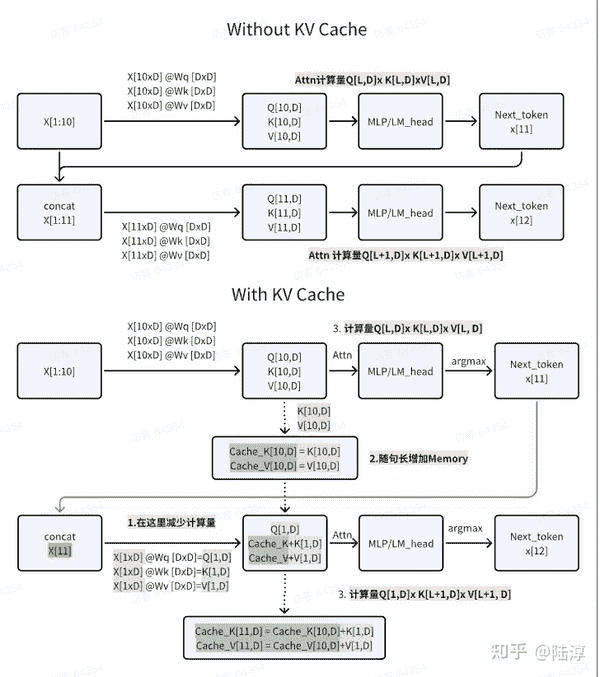 Without KV Cache
X[10xD] @Wq [DxD]
X[10xD] @Wk [DxD]
X[10xD] @Wv [DxD]
Attn计算量Q[L,D]x K[L,D]xV[L,D]
X[1:10]
Q[10,D]
K[10,D]
V[10,D]
MLP/LM_head
Next_token
x[11]
concat
X[1:11]
X[11xD] @Wq [DxD]
X[11xD] @Wk [DxD]
X[11xD] @Wv [DxD]
Q[11,D]
K[11,D]
V[11,D]
MLP/LM_head
Next_token
x[12]
Attn 计算量Q[L+1,D]x K[L+1,D]x V[L+1,D]
With KV Cache
X[10xD] @Wq [DxD]
X[10xD] @Wk [DxD]
X[10xD] @Wv [DxD]
3. 计算量Q[L,D]x K[L,D]x V[L, D]
X[1:10]
Q[10,D]
K[10,D]
V[10,D]
Attn
MLP/LM_head
argmax
Next_token
x[11]
K[10,D]
V[10,D]
Cache_K[10,D] = K[10,D]
Cache_V[10,D] = V[10,D]
2.随句长增加Memory
1.在这里减少计算量
concat
X[11]
X[1xD] @Wq [DxD]=Q[1,D]
X[1xD] @Wk [DxD]=K[1,D]
X[1xD] @Wv [DxD]=V[1,D]
Q[1,D]
Cache_K+K[1,D]
Cache_V+V[1,D]
Attn
MLP/LM_head
argmax
Next_token
x[12]
3. 计算量Q[1,D]x K[L+1,D]x V[L+1, D]
Cache_K[11,D] = Cache_K[10,D]+K[1,D]
Cache_V[11,D] = Cache_V[10,D]+V[1,D]
知乎 @陆淳